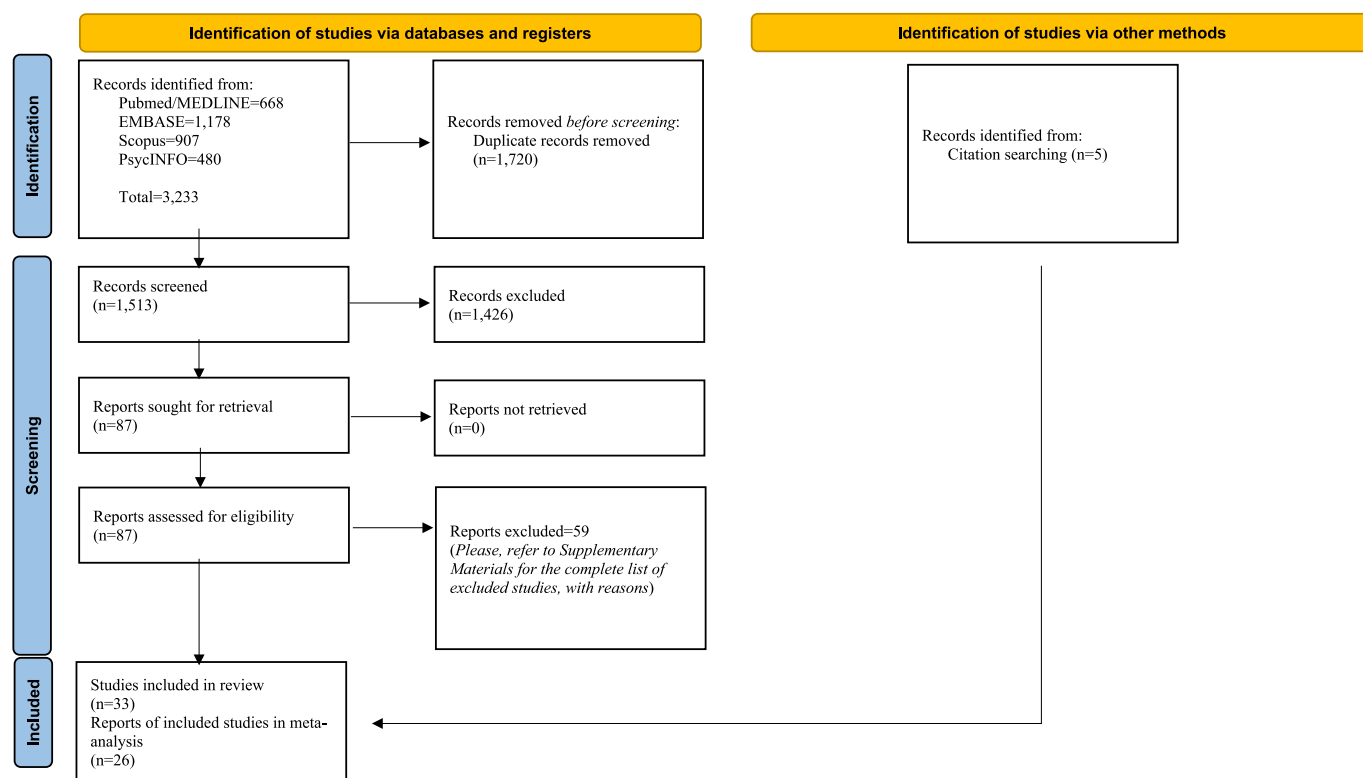 Identification of studies via databases and registers
Identification of studies via other methods
Identification
Records identified from:
Pubmed/MEDLINE=668
EMBASE=1,178
Scopus=907
PsycINFO=480
Total=3,233
Records removed before screening:
Duplicate records removed
(n=1,720)
Records identified from:
Citation searching (n=5)
Screening
Records screened
(n=1,513)
Records excluded
(n=1,426)
Reports sought for retrieval
(n=87)
Reports not retrieved
(n=0)
Reports assessed for eligibility
(n=87)
Reports excluded=59
(Please, refer to Supplementary
Materials for the complete list of
excluded studies, with reasons)
Included
Studies included in review
(n=33)
Reports of included studies in meta-
analysis
(n=26)